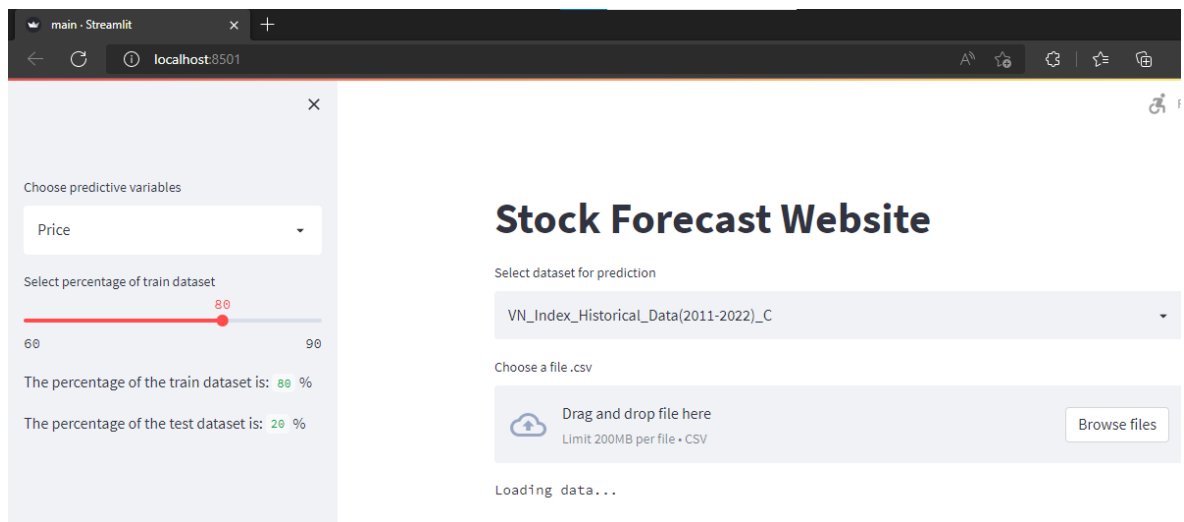 main · Streamlit
localhost:8501
Choose predictive variables
Price
Select percentage of train dataset
80
60 90
The percentage of the train dataset is: 80 %
The percentage of the test dataset is: 20 %
Stock Forecast Website
Select dataset for prediction
VN_Index_Historical_Data(2011-2022)_C
Choose a file .csv
Drag and drop file here
Limit 200MB per file • CSV
Browse files
Loading data...